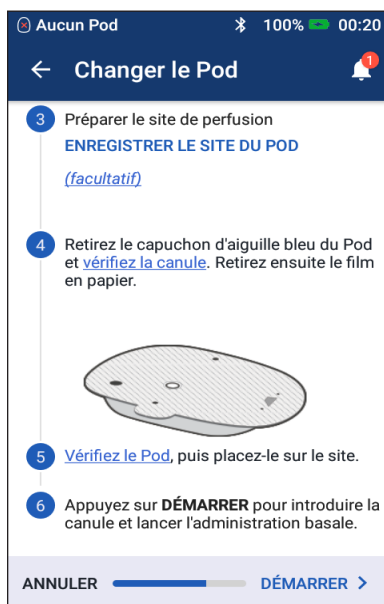 Aucun Pod 100% 00:20
Changer le Pod 1
3 Préparer le site de perfusion
ENREGISTRER LE SITE DU POD
(facultatif)
4 Retirez le capuchon d'aiguille bleu du Pod
et vérifiez la canule. Retirez ensuite le film
en papier.
5 Vérifiez le Pod, puis placez-le sur le site.
6 Appuyez sur DÉMARRER pour introduire la
canule et lancer l'administration basale.
ANNULER DÉMARRER